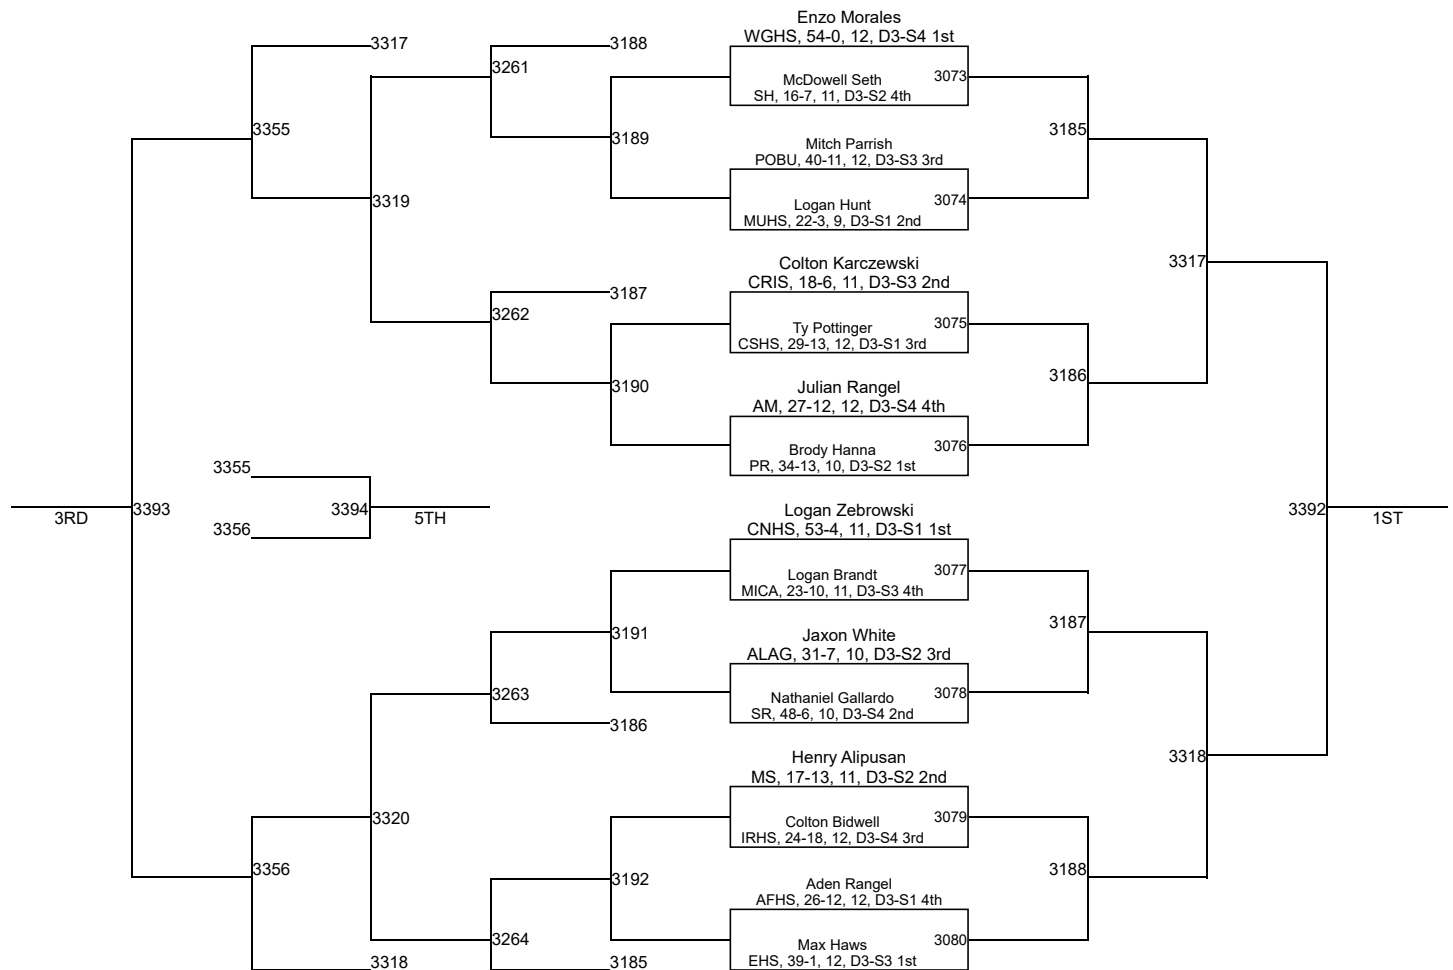 Enzo Morales
3317
3188
WGHS, 54-0, 12, D3-S4 1st
3261
McDowell Seth
3073
SH, 16-7, 11, D3-S2 4th
3355
3189
3185
Mitch Parrish
POBU, 40-11, 12, D3-S3 3rd
3319
Logan Hunt
3074
MUHS, 22-3, 9, D3-S1 2nd
Colton Karczewski
3317
CRIS, 18-6, 11, D3-S3 2nd
3187
3262
Ty Pottinger
3075
CSHS, 29-13, 12, D3-S1 3rd
3190
3186
Julian Rangel
AM, 27-12, 12, D3-S4 4th
Brody Hanna
3076
PR, 34-13, 10, D3-S2 1st
3355
3393
3394
3RD
5TH
3356
Logan Zebrowski
3392
1ST
CNHS, 53-4, 11, D3-S1 1st
Logan Brandt
3077
MICA, 23-10, 11, D3-S3 4th
3191
3187
Jaxon White
ALAG, 31-7, 10, D3-S2 3rd
3263
Nathaniel Gallardo
3078
SR, 48-6, 10, D3-S4 2nd
3186
Henry Alipusan
3318
MS, 17-13, 11, D3-S2 2nd
3320
Colton Bidwell
3079
IRHS, 24-18, 12, D3-S4 3rd
3356
3192
3188
Aden Rangel
AFHS, 26-12, 12, D3-S1 4th
3264
Max Haws
3080
EHS, 39-1, 12, D3-S3 1st
3318
3185